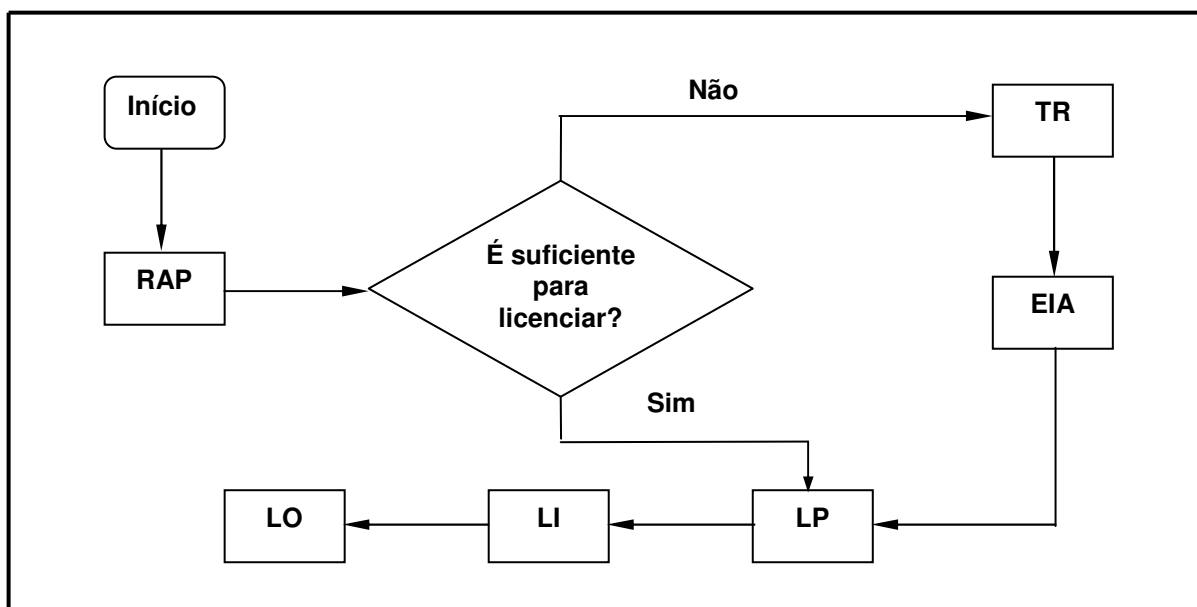 Início
Não
TR
RAP
É suficiente
para
licenciar?
EIA
Sim
LO
LI
LP